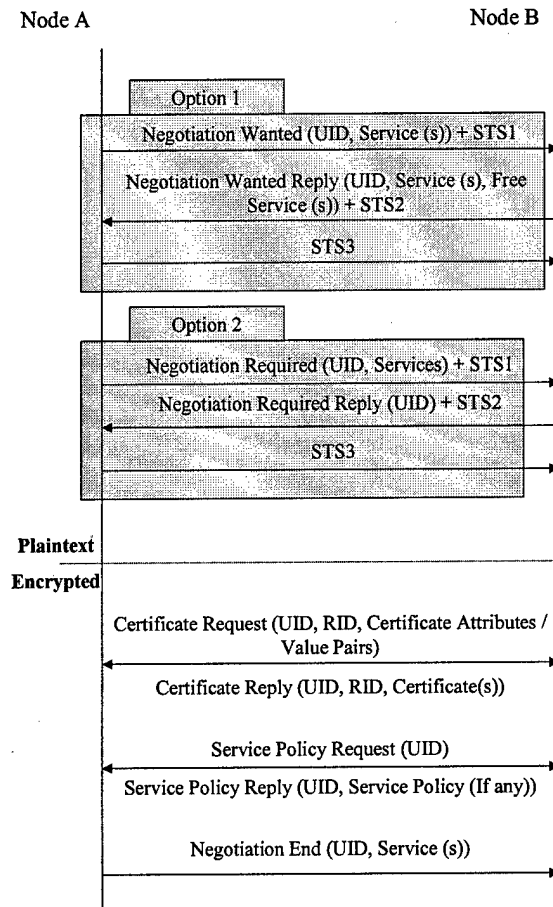 Node A
Node B
Option 1
Negotiation Wanted (UID, Service (s)) + STS1
Negotiation Wanted Reply (UID, Service (s), Free
Service (s)) + STS2
STS3
Option 2
Negotiation Required (UID, Services) + STS1
Negotiation Required Reply (UID) + STS2
STS3
Plaintext
Encrypted
Certificate Request (UID, RID, Certificate Attributes /
Value Pairs)
Certificate Reply (UID, RID, Certificate(s))
Service Policy Request (UID)
Service Policy Reply (UID, Service Policy (If any))
Negotiation End (UID, Service (s))